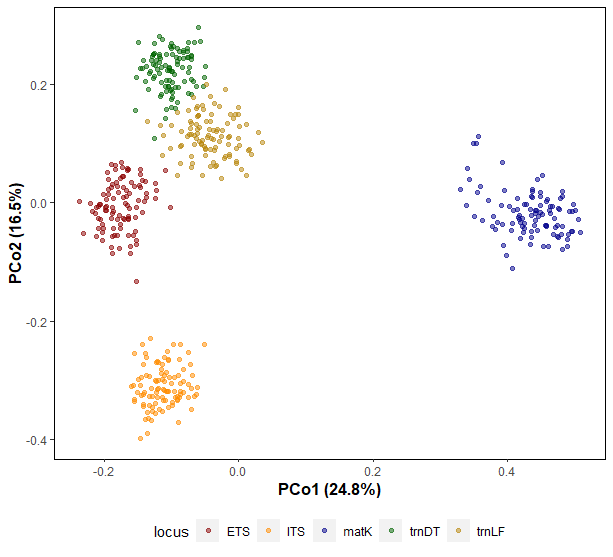 0.2
0.0
-0.2
-0.4
PCo2 (16.5%)
-0.2 0.0 0.2 0.4
PCo1 (24.8%)
locus ETS ITS matK trnDT trnLF